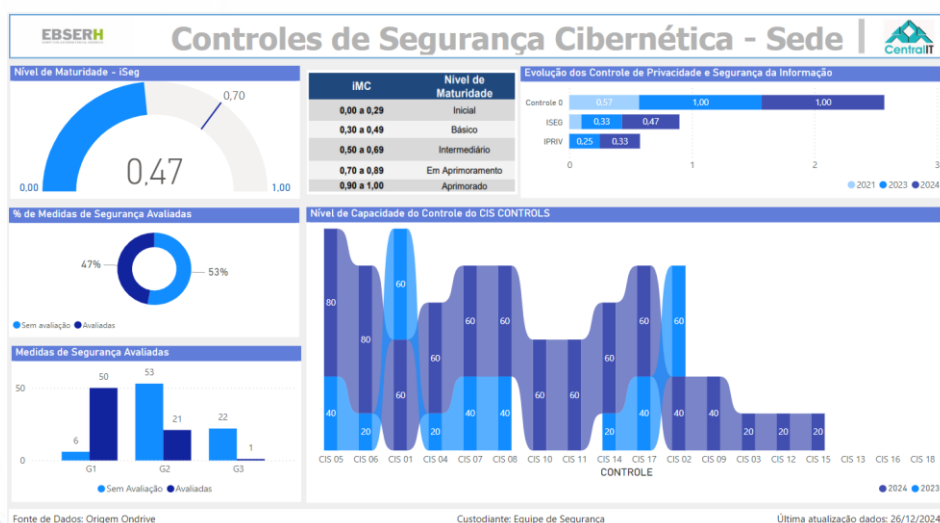 EBSERH
Controles de Segurança Cibernética - Sede |
CentralIT
Nível de Maturidade - iSeg
0,70
0,47
0,00
1,00
iMC Nível de Maturidade
0,00 a 0,29 Inicial
0,30 a 0,49 Básico
0,50 a 0,69 Intermediário
0,70 a 0,89 Em Aprimoramento
0,90 a 1,00 Aprimorado
Evolução dos Controle de Privacidade e Segurança da Informação
Controle 0 0,57 1,00 1,00
ISEG 0,33 0,47
IPRIV 0,25 0,33
0 1 2 3
2021 2023 2024
% de Medidas de Segurança Avaliadas
47%
53%
Sem avaliação Avaliadas
Medidas de Segurança Avaliadas
50
0
6 50 53 21 22 1
G1 G2 G3
Sem Avaliação Avaliadas
Nível de Capacidade do Controle do CIS CONTROLS
80 80 60 60 60 60 60 60 60 60 60 60
40 20 20 40 40 20 40 40 40 20 20 20
CIS 05 CIS 06 CIS 01 CIS 04 CIS 07 CIS 08 CIS 10 CIS 11 CIS 14 CIS 17 CIS 02 CIS 09 CIS 03 CIS 12 CIS 15 CIS 13 CIS 16 CIS 18
CONTROLE
2024 2023
Fonte de Dados: Origem Ondrive
Custodiante: Equipe de Segurança
Última atualização dados: 26/12/2024